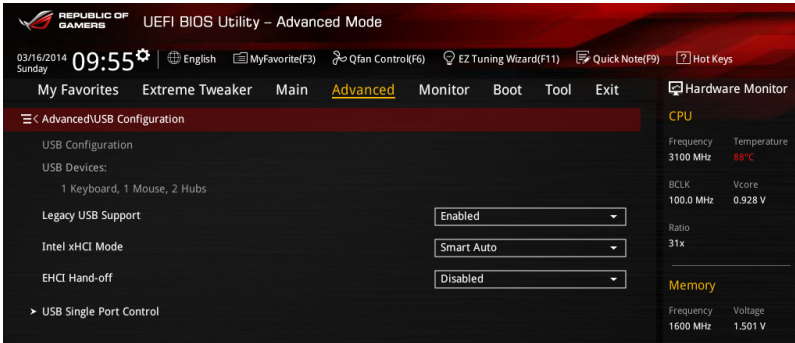 REPUBLIC OF
GAMERS
UEFI BIOS Utility – Advanced Mode
03/16/2014
Sunday
09:55
English
MyFavorite(F3)
Qfan Control(F6)
EZ Tuning Wizard(F11)
Quick Note(F9)
? Hot Keys
My Favorites Extreme Tweaker Main Advanced Monitor Boot Tool Exit
< Advanced\USB Configuration
USB Configuration
USB Devices:
1 Keyboard, 1 Mouse, 2 Hubs
Legacy USB Support Enabled
Intel xHCI Mode Smart Auto
EHCI Hand-off Disabled
> USB Single Port Control
Hardware Monitor
CPU
Frequency Temperature
3100 MHz 88°C
BCLK Vcore
100.0 MHz 0.928 V
Ratio
31x
Memory
Frequency Voltage
1600 MHz 1.501 V